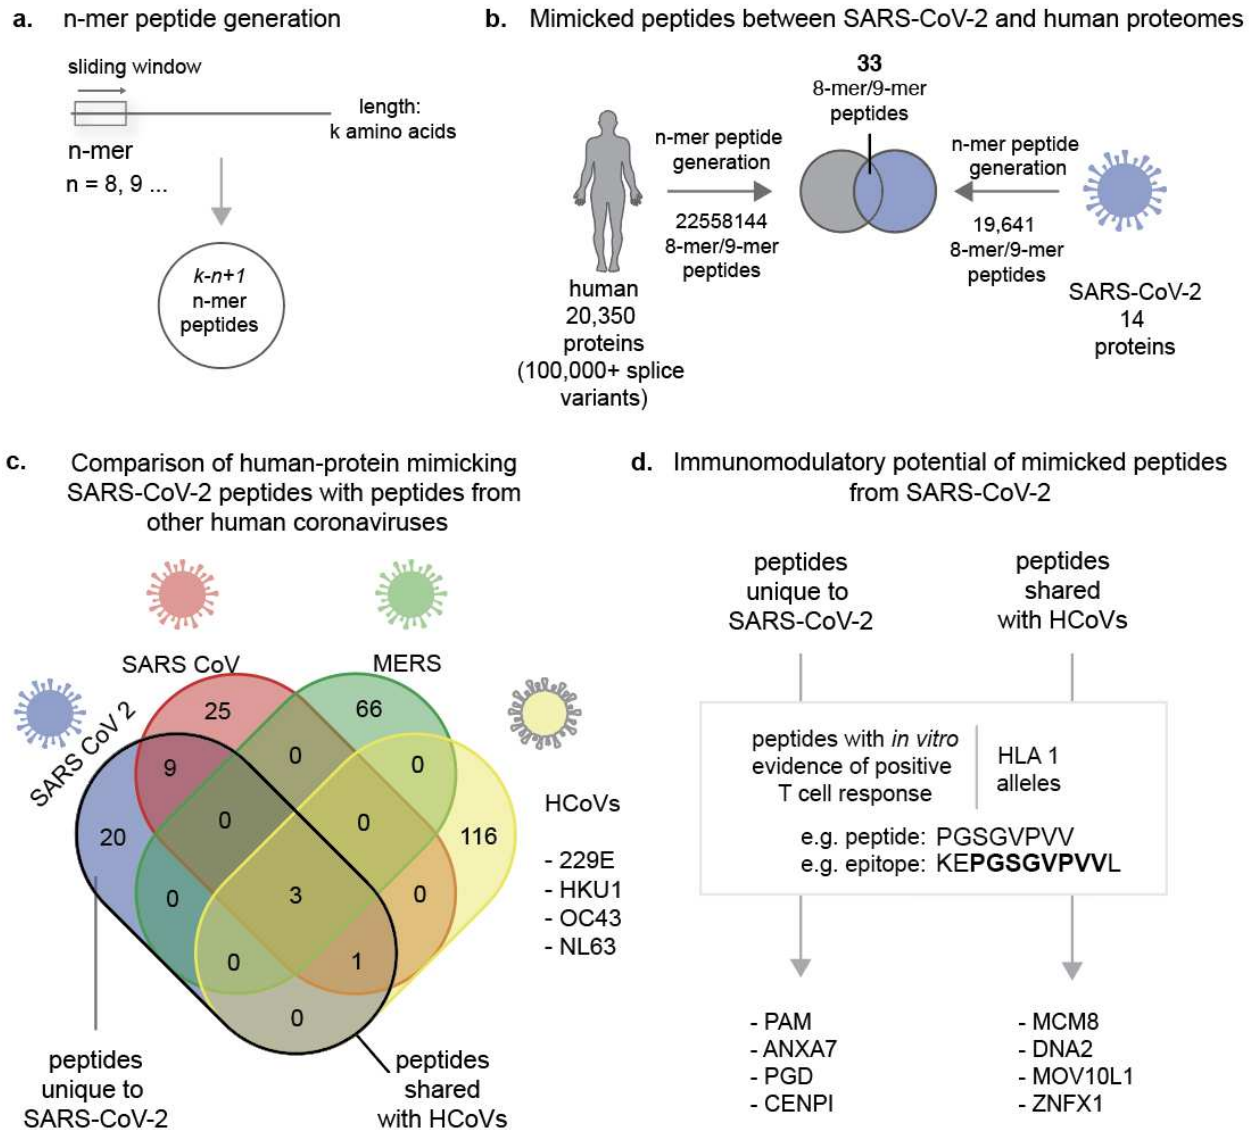 a. n-mer peptide generation
sliding window
length:
k amino acids
n-mer
n = 8, 9 ...
k-n+1
n-mer
peptides
b. Mimicked peptides between SARS-CoV-2 and human proteomes
33
8-mer/9-mer
peptides
n-mer peptide
generation
22558144
8-mer/9-mer
peptides
n-mer peptide
generation
19,641
8-mer/9-mer
peptides
human
20,350
proteins
(100,000+ splice
variants)
SARS-CoV-2
14
proteins
c. Comparison of human-protein mimicking
SARS-CoV-2 peptides with peptides from
other human coronaviruses
SARS CoV 2
SARS CoV
MERS
HCoVs
- 229E
- HKU1
- OC43
- NL63
25
66
9
0
0
20
0
0
116
0
3
0
0
1
0
peptides
unique to
SARS-CoV-2
peptides
shared
with HCoVs
d. Immunomodulatory potential of mimicked peptides
from SARS-CoV-2
peptides
unique to
SARS-CoV-2
peptides
shared
with HCoVs
peptides with in vitro
evidence of positive
T cell response
HLA 1
alleles
e.g. peptide: PGSGVPVV
e.g. epitope: KEPGSGVPVVL
- PAM
- ANXA7
- PGD
- CENPI
- MCM8
- DNA2
- MOV10L1
- ZNFX1